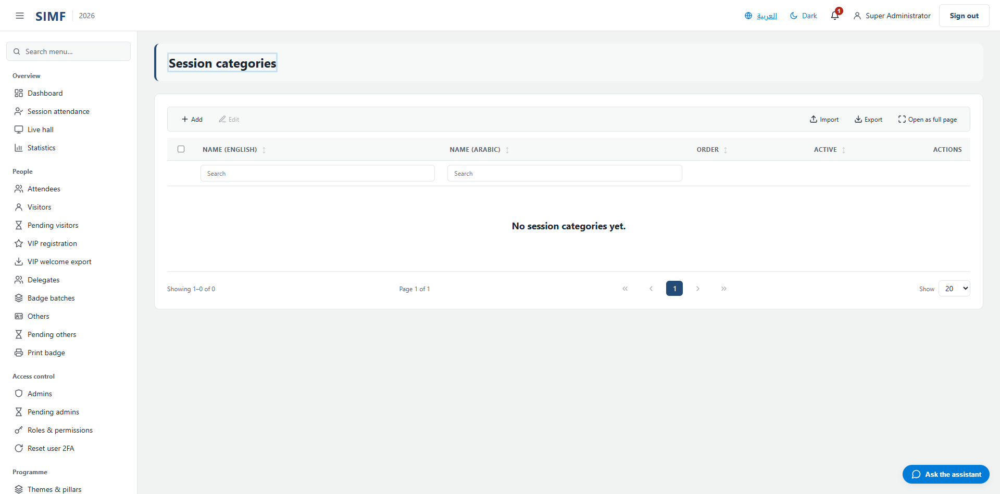 SIMF 2026
العربية
Dark
1
Super Administrator
Sign out
Search menu...
Overview
Dashboard
Session attendance
Live hall
Statistics
People
Attendees
Visitors
Pending visitors
VIP registration
VIP welcome export
Delegates
Badge batches
Others
Pending others
Print badge
Access control
Admins
Pending admins
Roles & permissions
Reset user 2FA
Programme
Themes & pillars
Session categories
Add Edit Import Export Open as full page
NAME (ENGLISH) NAME (ARABIC) ORDER ACTIVE ACTIONS
Search Search
No session categories yet.
Showing 1–0 of 0 Page 1 of 1 « ‹ 1 › » Show 20
Ask the assistant